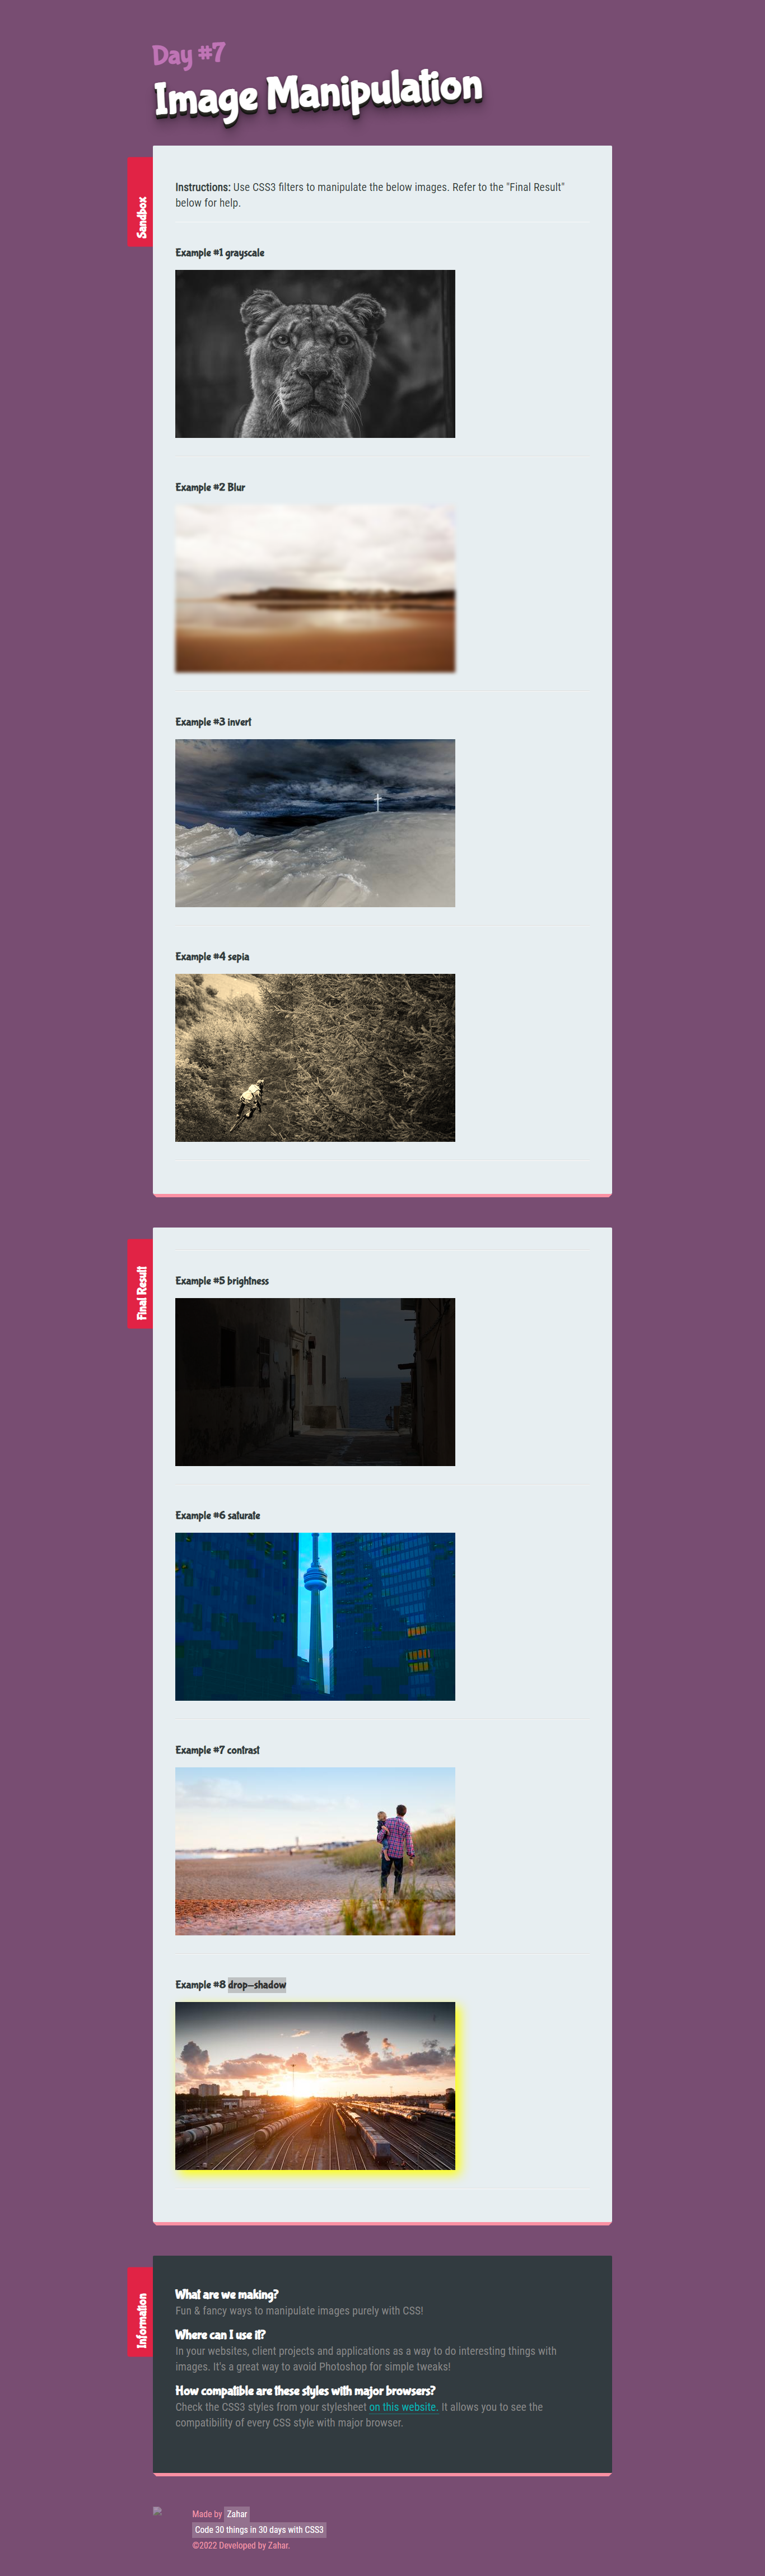 Day #7
Image Manipulation
Sandbox
Instructions: Use CSS3 filters to manipulate the below images. Refer to the "Final Result"
below for help.
Example #1 grayscale
Example #2 Blur
Example #3 invert
Example #4 sepia
Final Result
Example #5 brightness
Example #6 saturate
Example #7 contrast
Example #8 drop-shadow
Information
What are we making?
Fun & fancy ways to manipulate images purely with CSS!
Where can I use it?
In your websites, client projects and applications as a way to do interesting things with
images. It's a great way to avoid Photoshop for simple tweaks!
How compatible are these styles with major browsers?
Check the CSS3 styles from your stylesheet on this website. It allows you to see the
compatibility of every CSS style with major browser.
Made by Zahar
Code 30 things in 30 days with CSS3
©2022 Developed by Zahar.